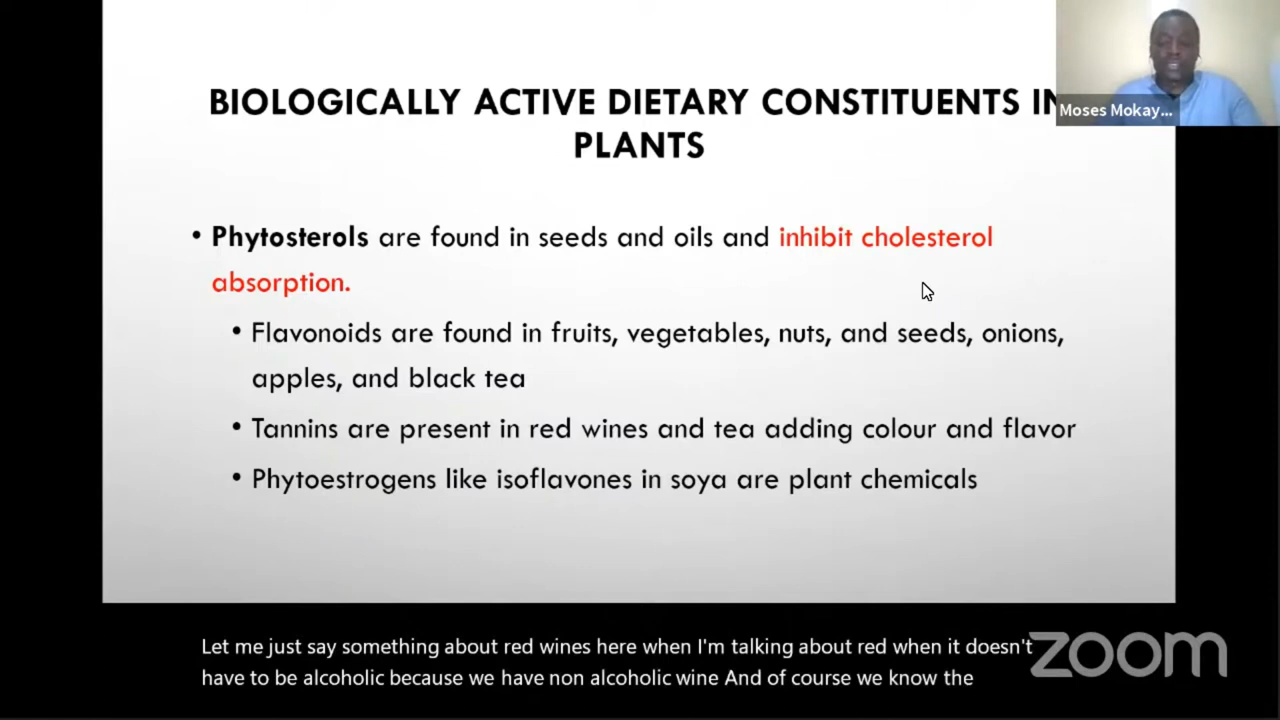 BIOLOGICALLY ACTIVE DIETARY CONSTITUENTS IN
PLANTS
Moses Mokay...
• Phytosterols are found in seeds and oils and inhibit cholesterol
absorption.
• Flavonoids are found in fruits, vegetables, nuts, and seeds, onions,
apples, and black tea
• Tannins are present in red wines and tea adding colour and flavor
• Phytoestrogens like isoflavones in soya are plant chemicals
Let me just say something about red wines here when I'm talking about red when it doesn't
have to be alcoholic because we have non alcoholic wine And of course we know the
zoom